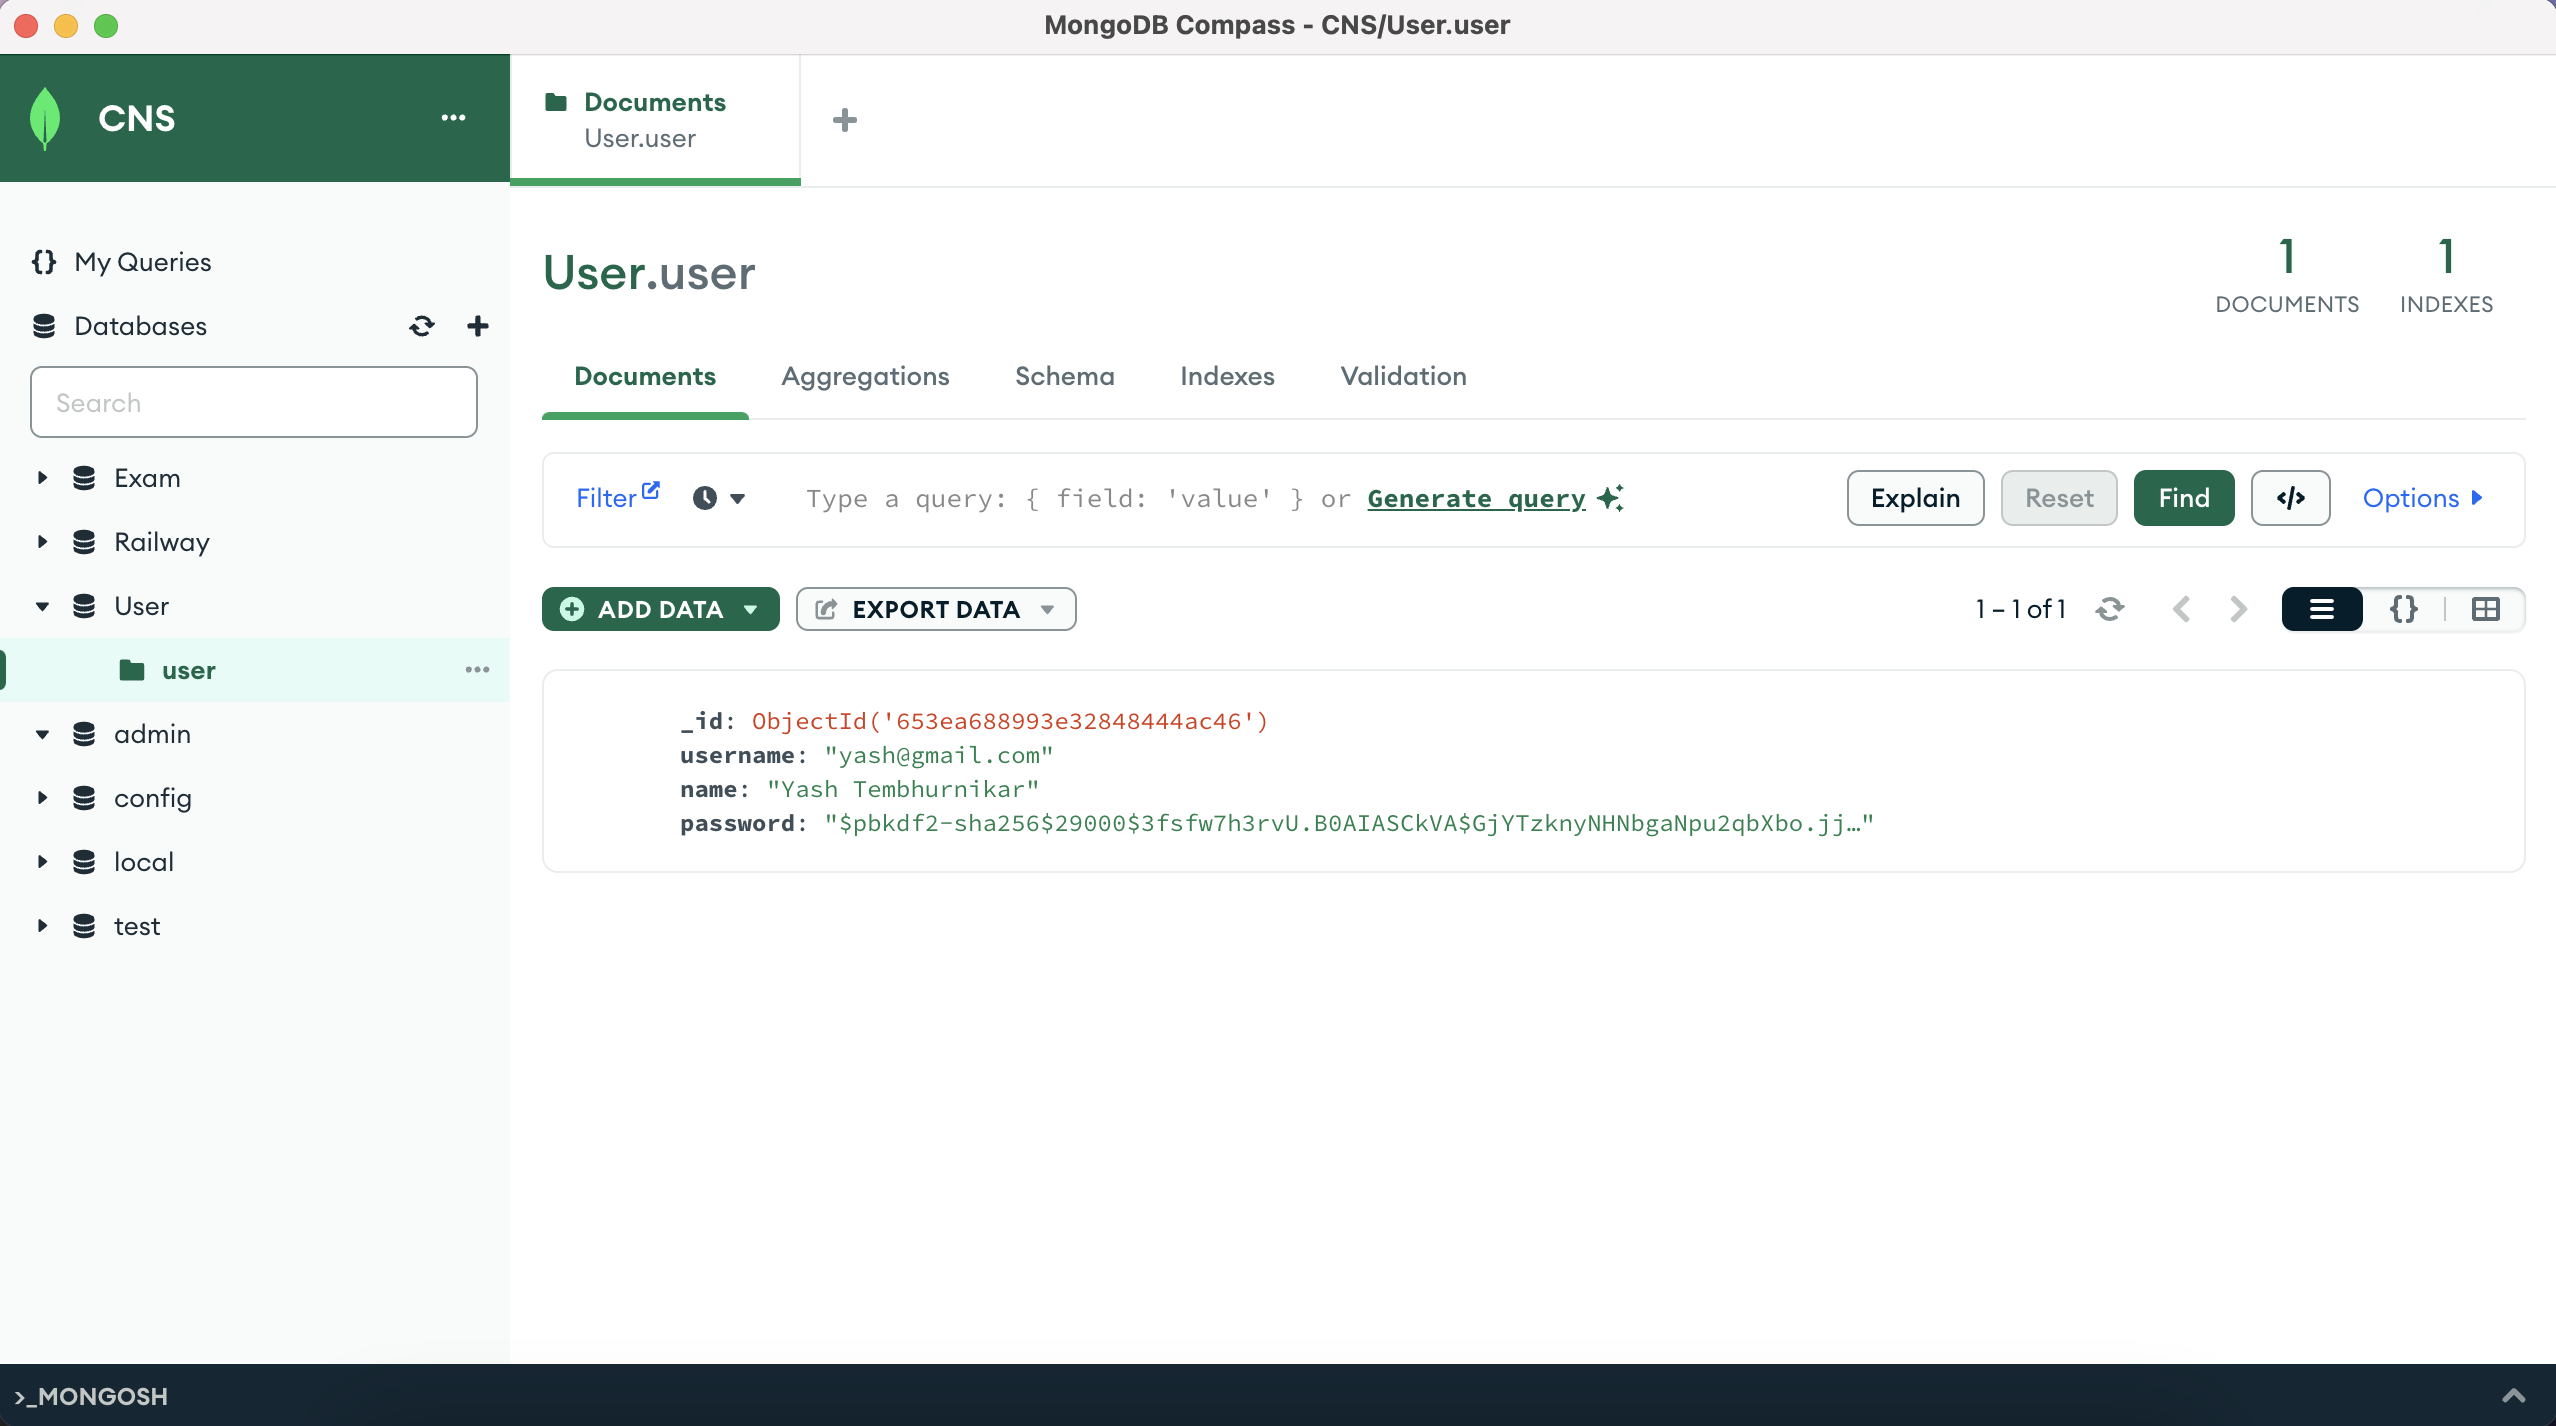 MongoDB Compass - CNS/User.user
CNS
Documents
User.user
My Queries
Databases
Search
Exam
Railway
User
user
admin
config
local
test
User.user
1
DOCUMENTS
1
INDEXES
Documents Aggregations Schema Indexes Validation
Filter Type a query: { field: 'value' } or Generate query Explain Reset Find </> Options
ADD DATA EXPORT DATA 1 – 1 of 1 {}
_id: ObjectId('653ea688993e32848444ac46')
username: "yash@gmail.com"
name: "Yash Tembhurnikar"
password: "$pbkdf2-sha256$29000$3fsfw7h3rvU.B0AIASCkVA$GjYTzknyNHNbgaNpu2qbXbo.jj…"
>_MONGOSH